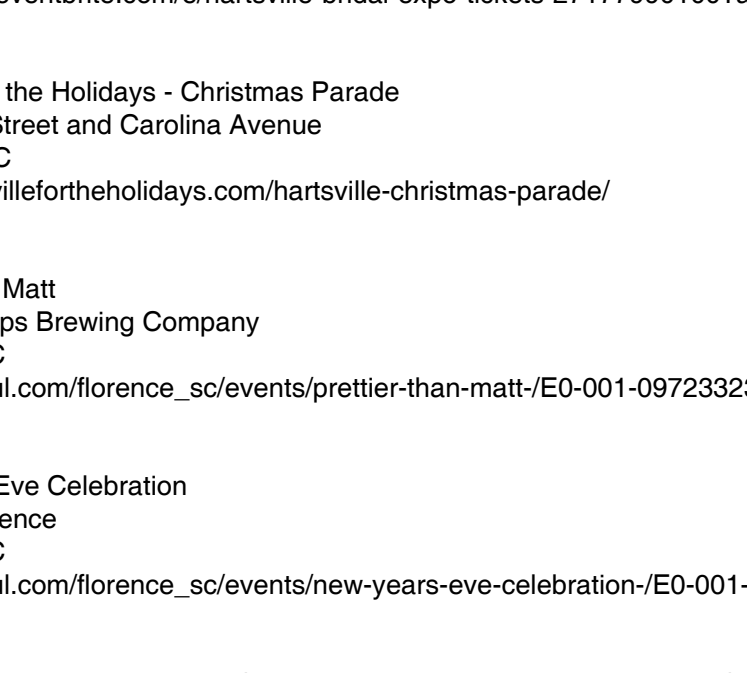 the Holidays - Christmas Parade
Street and Carolina Avenue
C
villefortheholidays.com/hartsville-christmas-parade/
Matt
ps Brewing Company
C
ul.com/florence_sc/events/prettier-than-matt-/E0-001-0972332
Eve Celebration
ence
C
ul.com/florence_sc/events/new-years-eve-celebration-/E0-001-